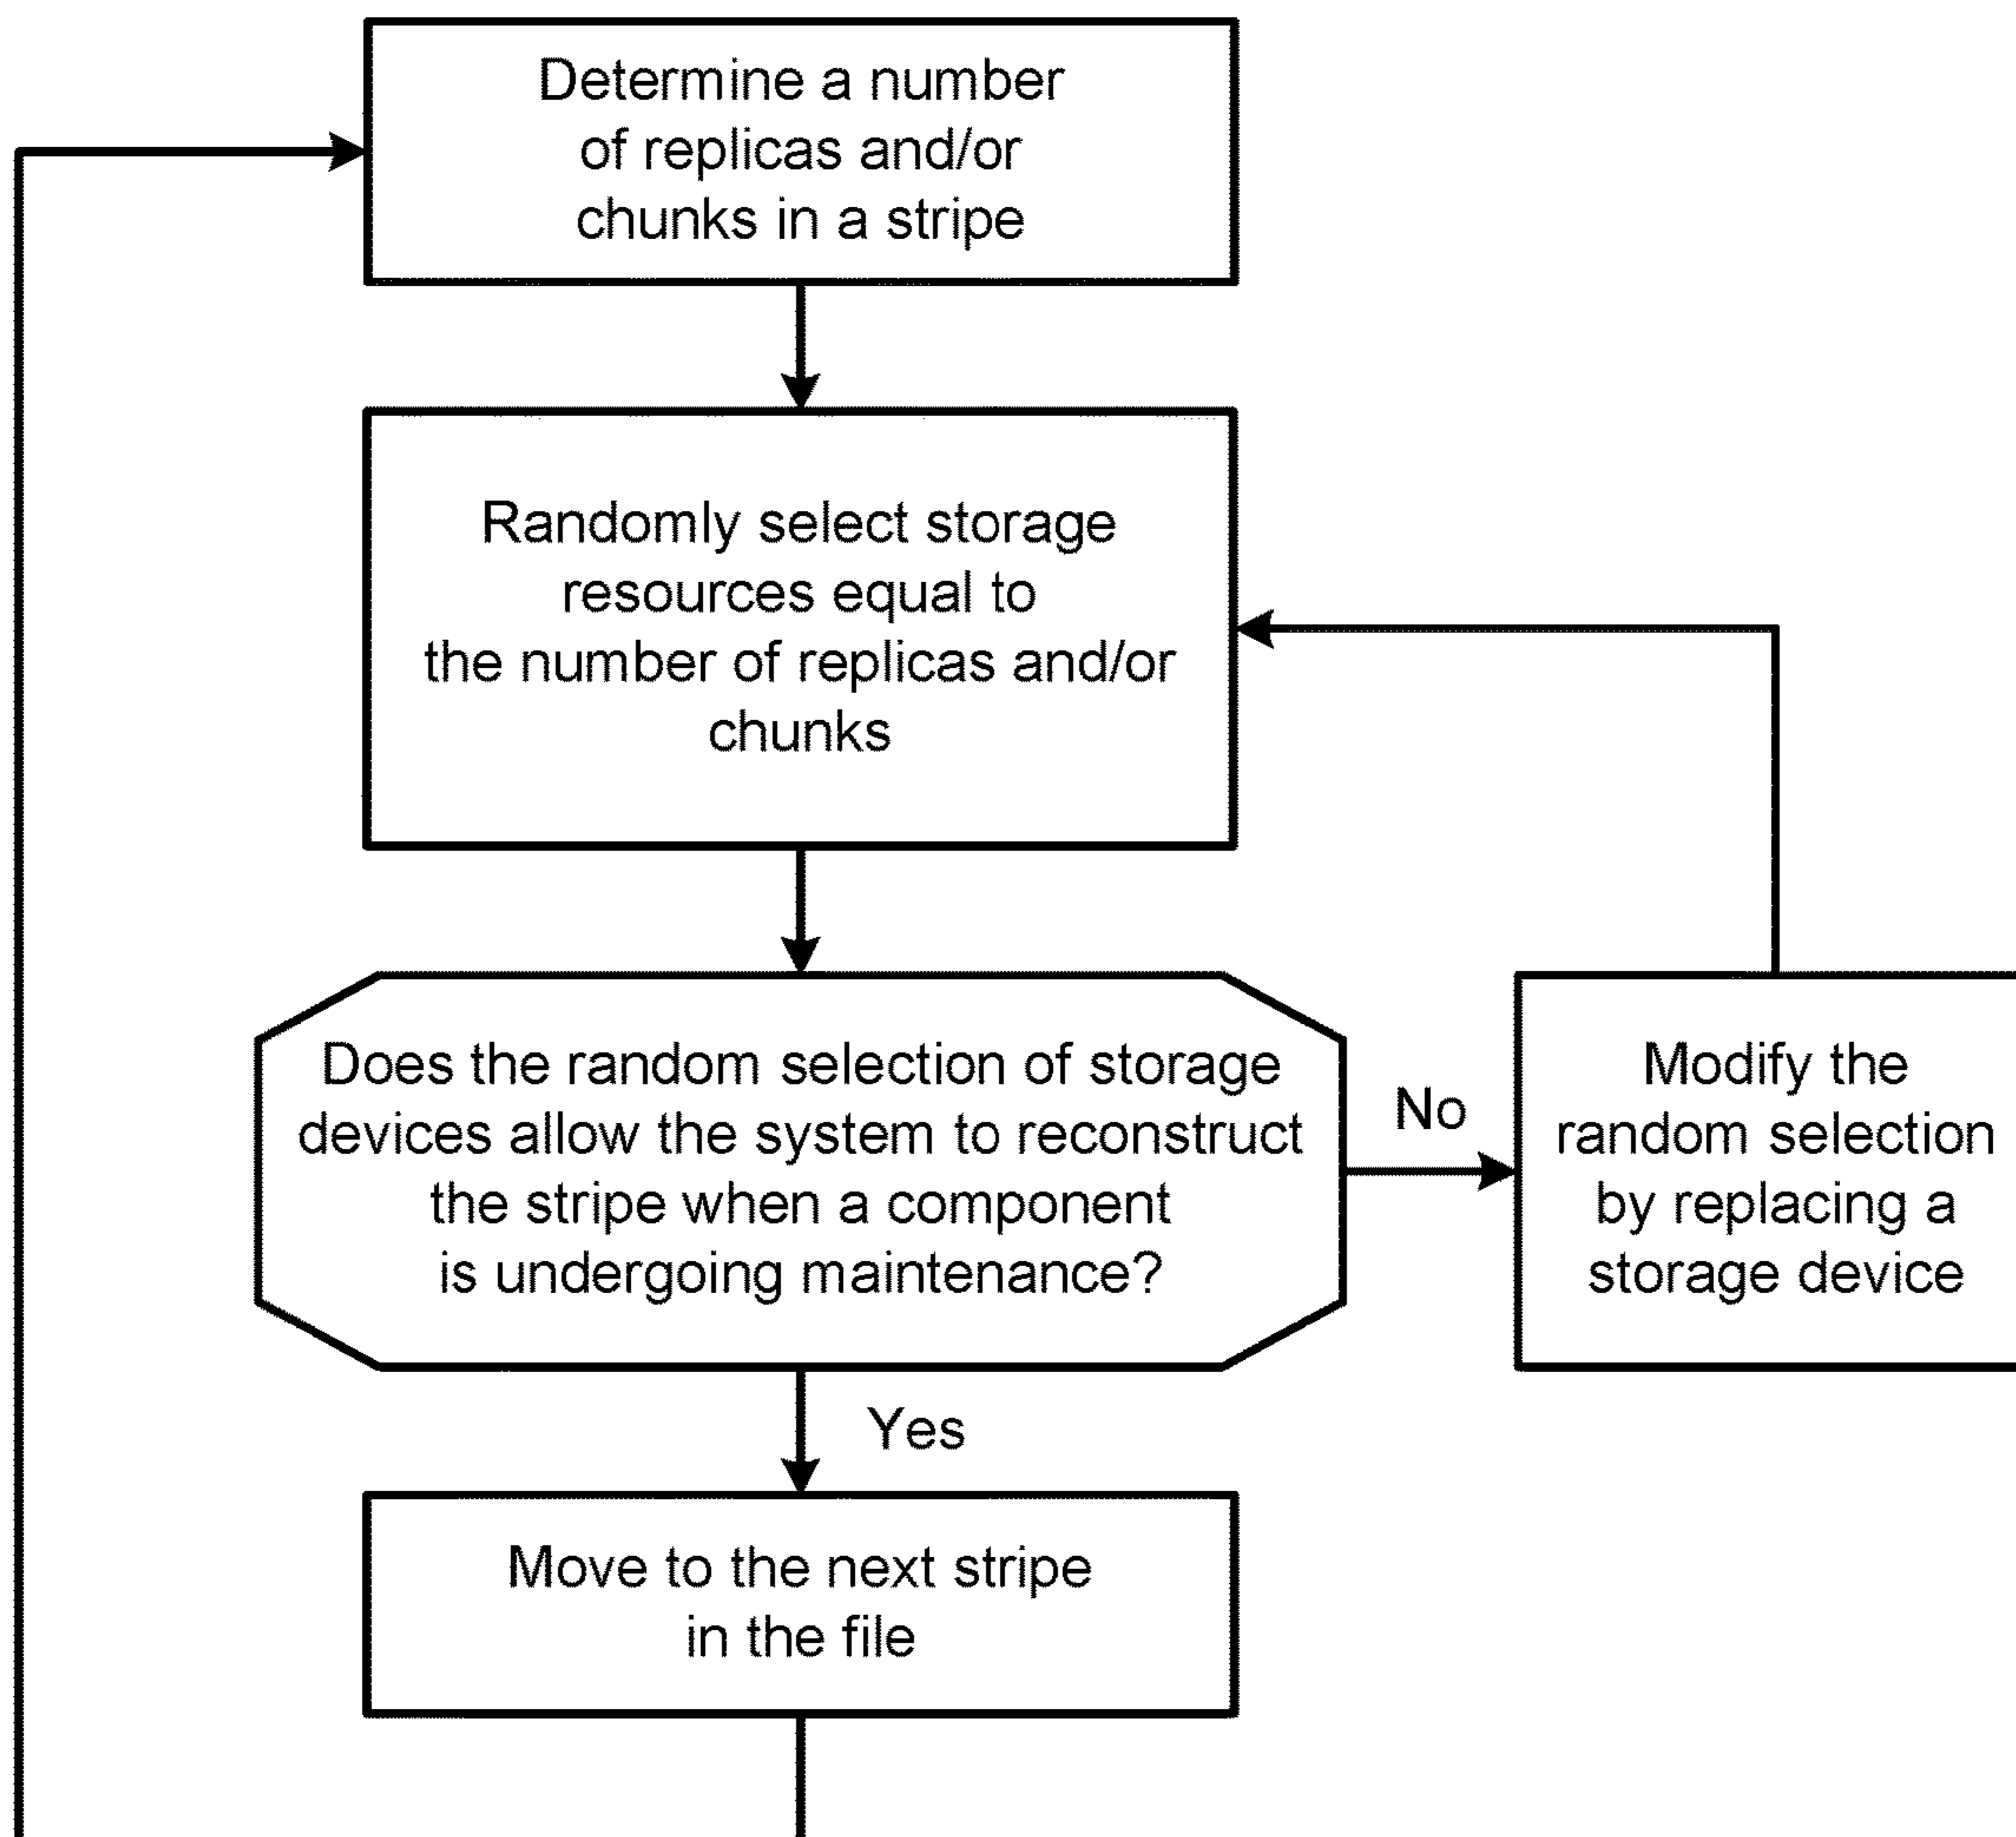 Determine a number
of replicas and/or
chunks in a stripe
Randomly select storage
resources equal to
the number of replicas and/or
chunks
Does the random selection of storage
devices allow the system to reconstruct
the stripe when a component
is undergoing maintenance?
No
Modify the
random selection
by replacing a
storage device
Yes
Move to the next stripe
in the file